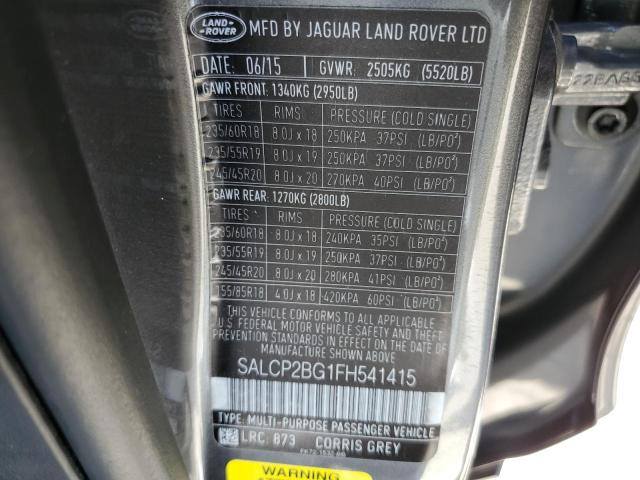 LAND ROVER
MFD BY JAGUAR LAND ROVER LTD
DATE: 06/15 GVWR: 2505KG (5520LB)
GAWR FRONT: 1340KG (2950LB)
TIRES RIMS PRESSURE (COLD SINGLE)
235/60R18 8.0J x 18 250KPA 37PSI (LB/PO²)
235/55R19 8.0J x 19 250KPA 37PSI (LB/PO²)
245/45R20 8.0J x 20 270KPA 40PSI (LB/PO²)
GAWR REAR: 1270KG (2800LB)
TIRES RIMS PRESSURE (COLD SINGLE)
235/60R18 8.0J x 18 240KPA 35PSI (LB/PO²)
235/55R19 8.0J x 19 250KPA 37PSI (LB/PO²)
245/45R20 8.0J x 20 280KPA 41PSI (LB/PO²)
155/85R18 4.0J x 18 420KPA 60PSI (LB/PO²)
THIS VEHICLE CONFORMS TO ALL APPLICABLE
U.S. FEDERAL MOTOR VEHICLE SAFETY AND THEFT
PREVENTION STANDARDS IN EFFECT ON THE
DATE OF MANUFACTURE SHOWN ABOVE.
SALCP2BG1FH541415
TYPE: MULTI-PURPOSE PASSENGER VEHICLE
LRC: 873 CORRIS GREY
WARNING